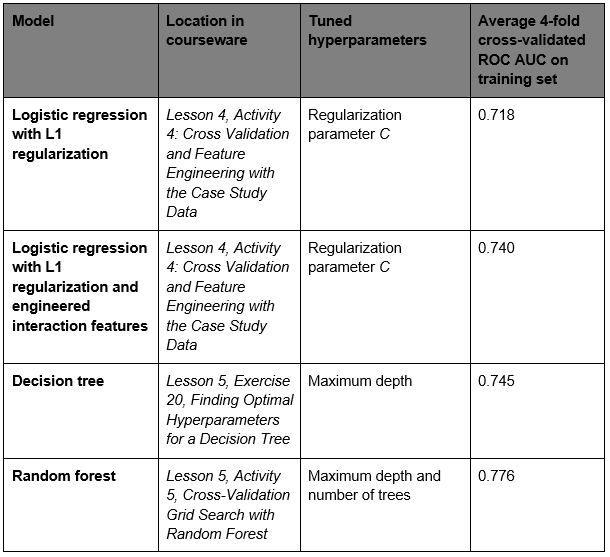 Model
Location in
courseware
Tuned
hyperparameters
Average 4-fold
cross-validated
ROC AUC on
training set
Logistic regression
with L1
regularization
Lesson 4, Activity
4: Cross Validation
and Feature
Engineering with
the Case Study
Data
Regularization
parameter C
0.718
Logistic regression
with L1
regularization and
engineered
interaction features
Lesson 4, Activity
4: Cross Validation
and Feature
Engineering with
the Case Study
Data
Regularization
parameter C
0.740
Decision tree
Lesson 5, Exercise
20, Finding Optimal
Hyperparameters
for a Decision Tree
Maximum depth
0.745
Random forest
Lesson 5, Activity
5, Cross-Validation
Grid Search with
Random Forest
Maximum depth and
number of trees
0.776